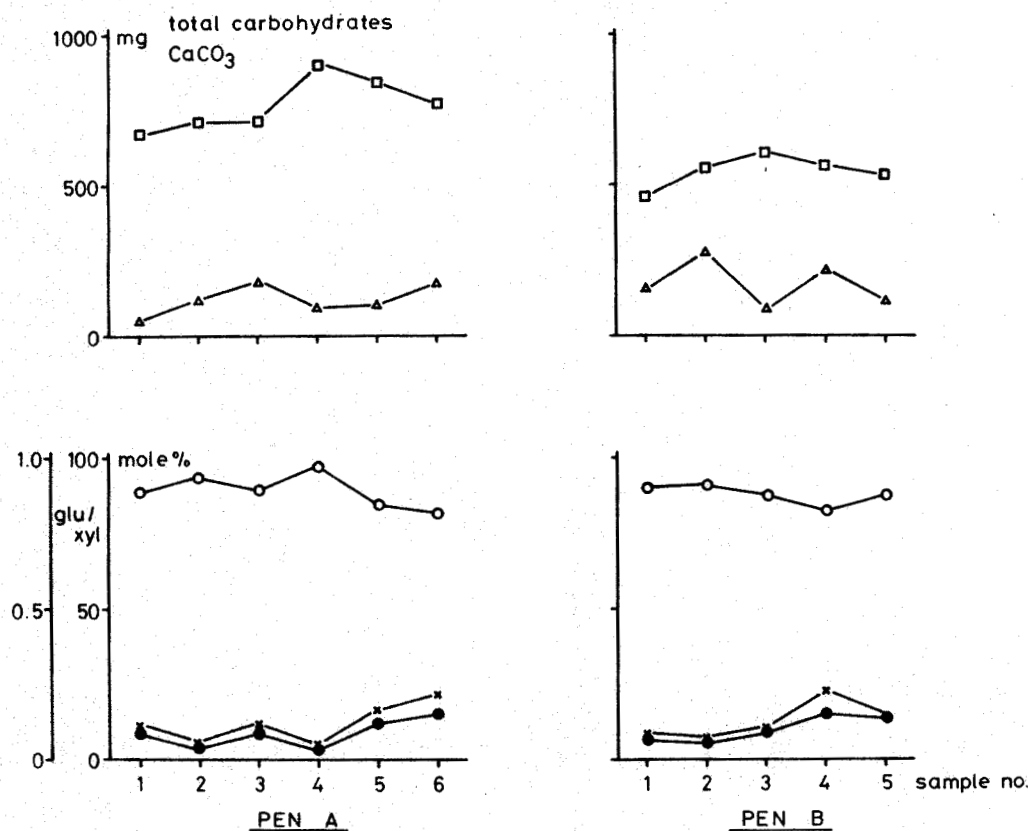 total carbohydrates
1000 mg
CaCO3
500
0
1.0 100 mole%
glu/
xyl
0.5 50
0 0
1 2 3 4 5 6
1 2 3 4 5 sample no.
PEN A
PEN B